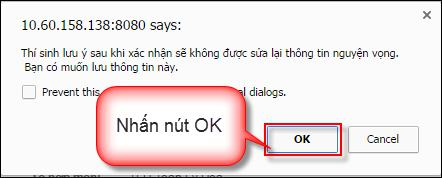 10.60.158.138:8080 says:
Thí sinh lưu ý sau khi xác nhận sẽ không được sửa lại thông tin nguyện vọng.
Bạn có muốn lưu thông tin này.
Prevent this al dialogs.
Nhấn nút OK
OK Cancel